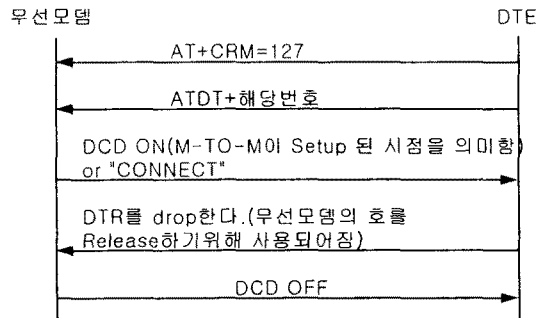 무선모뎀
DTE
AT+CRM=127
ATDT+해당번호
DCD ON(M-TO-M이 Setup 된 시점을 의미함)
or "CONNECT"
DTR를 drop한다.(무선모뎀의 호를
Release하기위해 사용되어짐)
DCD OFF